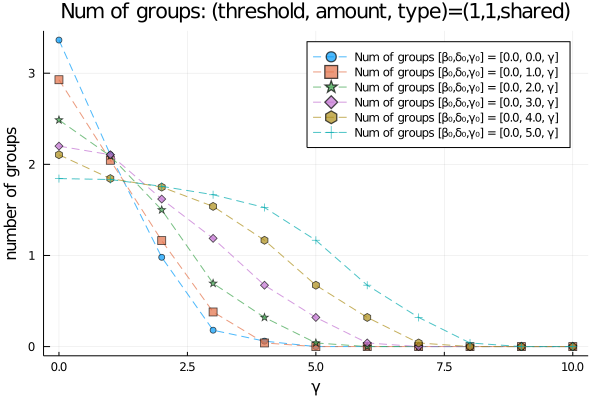 Num of groups: (threshold, amount, type)=(1,1,shared)
Num of groups [β₀,δ₀,γ₀] = [0.0, 0.0, γ]
Num of groups [β₀,δ₀,γ₀] = [0.0, 1.0, γ]
Num of groups [β₀,δ₀,γ₀] = [0.0, 2.0, γ]
Num of groups [β₀,δ₀,γ₀] = [0.0, 3.0, γ]
Num of groups [β₀,δ₀,γ₀] = [0.0, 4.0, γ]
Num of groups [β₀,δ₀,γ₀] = [0.0, 5.0, γ]
number of groups
3
2
1
0
0.0 2.5 5.0 7.5 10.0
γ